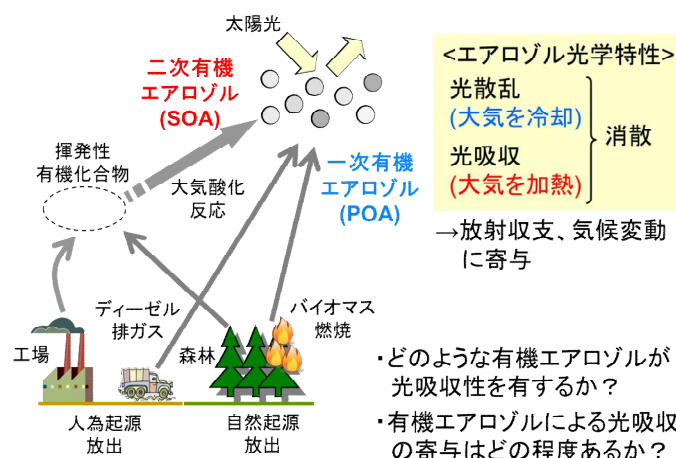 太陽光
二次有機
エアロゾル
(SOA)
揮発性
有機化合物
大気酸化
反応
一次有機
エアロゾル
(POA)
ディーゼル
排ガス
バイオマス
燃焼
工場
森林
人為起源
放出
自然起源
放出
<エアロゾル光学特性>
光散乱
(大気を冷却)
光吸収
(大気を加熱)
消散
→放射収支、気候変動
に寄与
・どのような有機エアロゾルが
光吸収性を有するか？
・有機エアロゾルによる光吸収
の寄与はどの程度あるか？